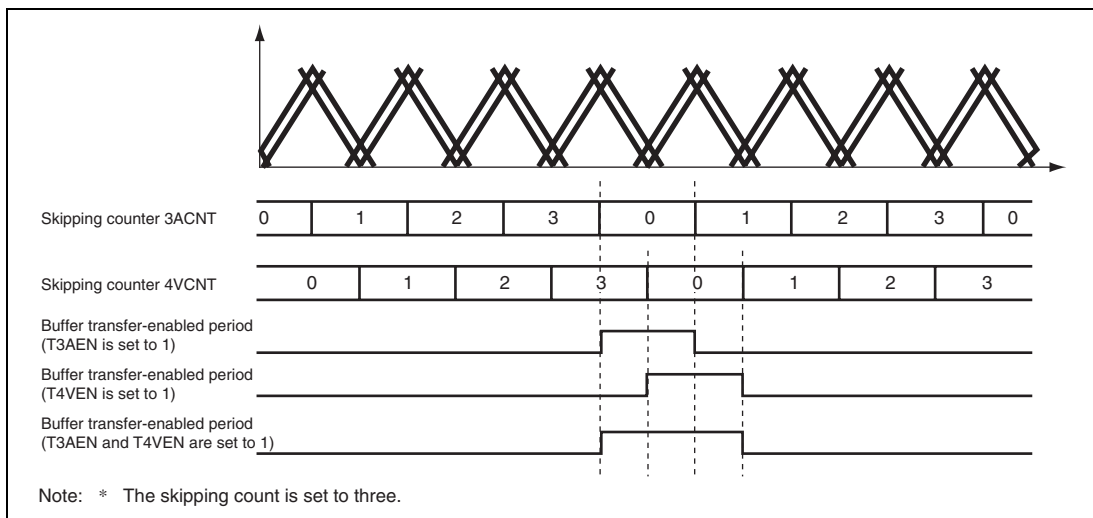 Skipping counter 3ACNT 0 1 2 3 0 1 2 3 0
Skipping counter 4VCNT 0 1 2 3 0 1 2 3
Buffer transfer-enabled period
(T3AEN is set to 1)
Buffer transfer-enabled period
(T4VEN is set to 1)
Buffer transfer-enabled period
(T3AEN and T4VEN are set to 1)
Note: * The skipping count is set to three.